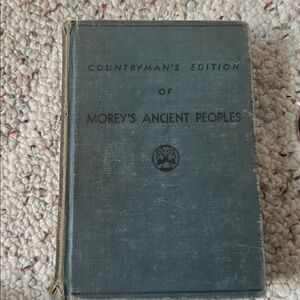 COUNTRYMAN'S EDITION
OF
MOREY'S ANCIENT PEOPLES